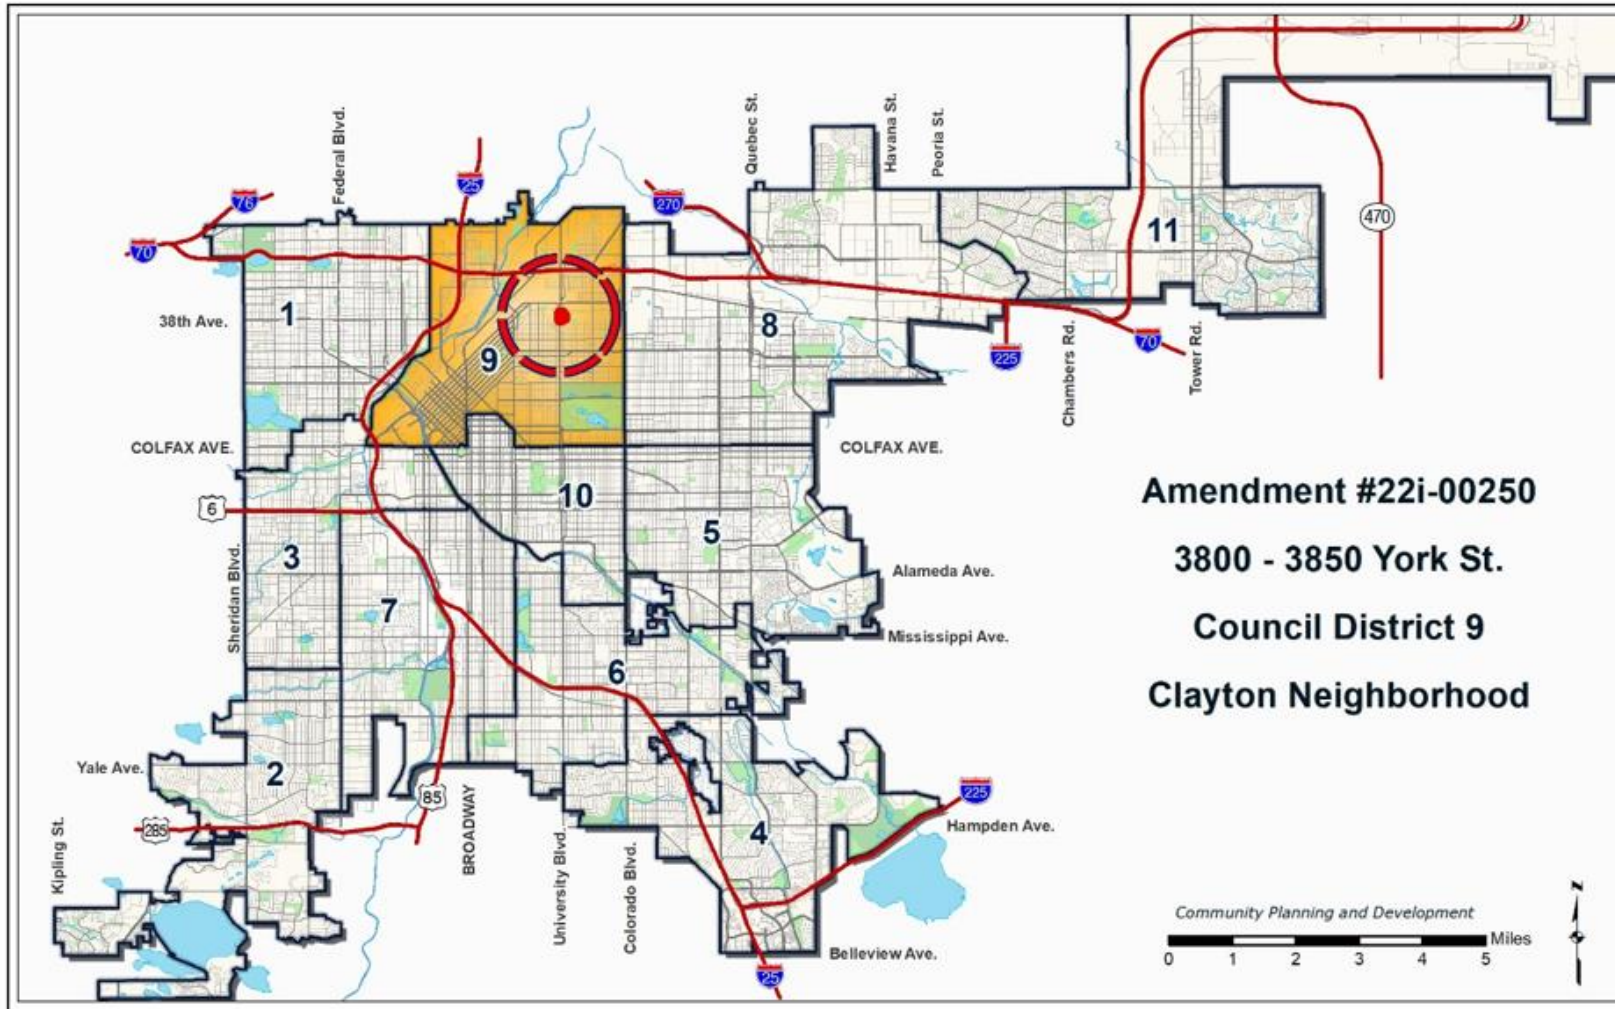 Federal Blvd.
Quebec St.
Havana St.
Peoria St.
76
25
270
70
470
11
1
38th Ave.
8
9
225
70
Chambers Rd.
Tower Rd.
COLFAX AVE.
COLFAX AVE.
6
10
5
3
Sheridan Blvd.
7
Alameda Ave.
Mississippi Ave.
6
Amendment #22i-00250
3800 - 3850 York St.
Council District 9
Clayton Neighborhood
Yale Ave.
2
85
285
BROADWAY
225
4
Hampden Ave.
Kipling St.
University Blvd.
Colorado Blvd.
Belleview Ave.
25
Community Planning and Development
Miles
0 1 2 3 4 5
N